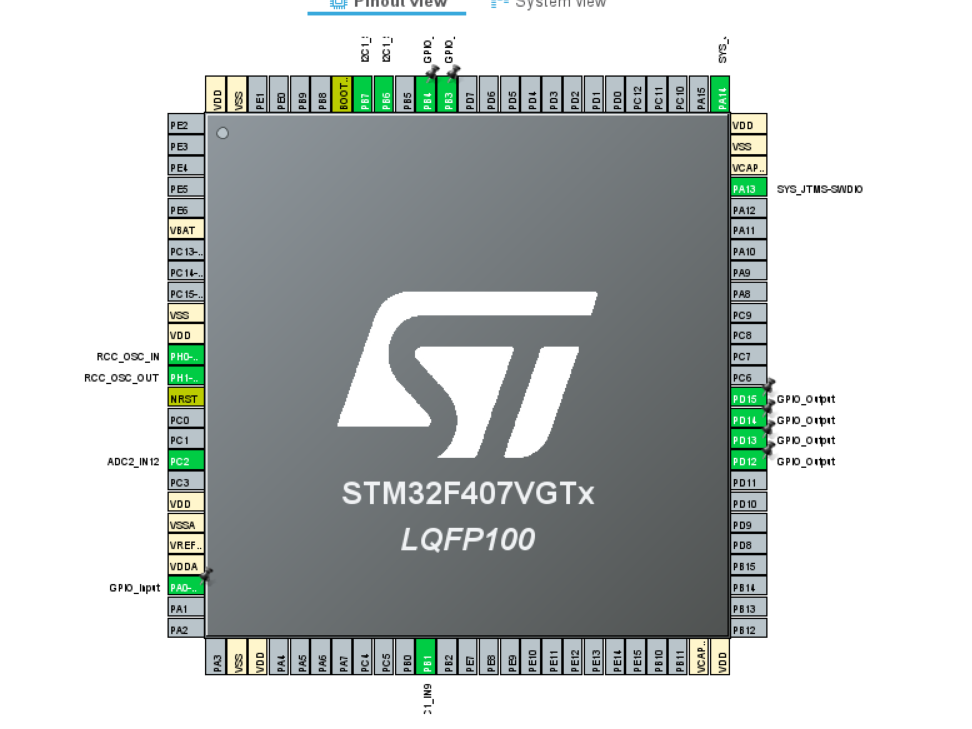 Pinout view System view
I2C1_
I2C1_
GPIO_
GPIO_
SYS_
VDD
VSS
PE1
PE0
PB9
PB8
BOOT..
PB7
PB6
PB5
PB4
PB3
PD7
PD6
PD5
PD4
PD3
PD2
PD1
PD0
PC12
PC11
PC10
PA15
PA14
PE2
PE3
PE4
PE5
PE6
VBAT
PC13-..
PC14-..
PC15-..
VSS
VDD
RCC_OSC_IN PH0-..
RCC_OSC_OUT PH1-..
NRST
PC0
PC1
ADC2_IN12 PC2
PC3
VDD
VSSA
VREF..
VDDA
GPIO_Input PA0-..
PA1
PA2
ST
STM32F407VGTx
LQFP100
VDD
VSS
VCAP..
PA13 SYS_JTMS-SWDIO
PA12
PA11
PA10
PA9
PA8
PC9
PC8
PC7
PC6
PD15 GPIO_Output
PD14 GPIO_Output
PD13 GPIO_Output
PD12 GPIO_Output
PD11
PD10
PD9
PD8
PB15
PB14
PB13
PB12
PA3
VSS
VDD
PA4
PA5
PA6
PA7
PC4
PC5
PB0
PB1
PB2
PE7
PE8
PE9
PE10
PE11
PE12
PE13
PE14
PE15
PB10
PB11
VCAP..
VDD
C1_IN9